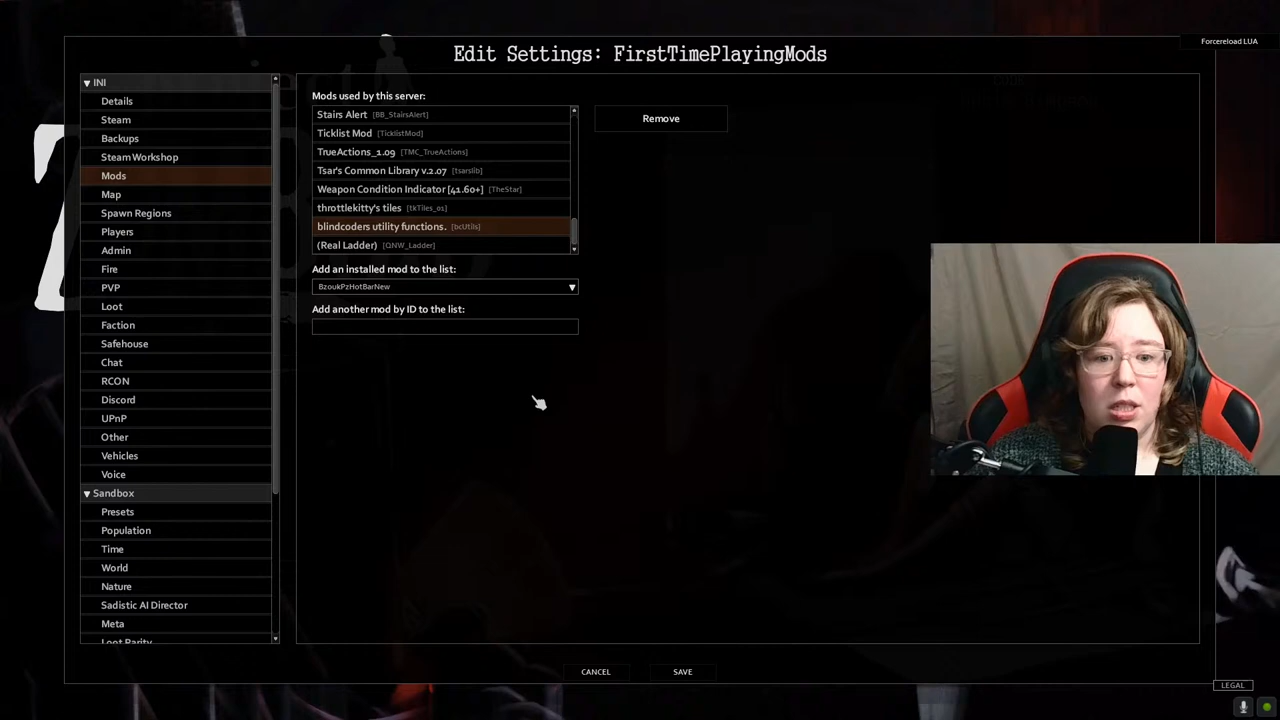 Edit Settings: FirstTimePlayingMods
Forcereload LUA
INI
Details
Steam
Backups
Steam Workshop
Mods
Map
Spawn Regions
Players
Admin
Fire
PVP
Loot
Faction
Safehouse
Chat
RCON
Discord
UPnP
Other
Vehicles
Voice
Sandbox
Presets
Population
Time
World
Nature
Sadistic AI Director
Meta
Loot Rarity
Mods used by this server:
Stairs Alert [BB_StairsAlert]
Ticklist Mod [TicklistMod]
TrueActions_1.09 [TMC_TrueActions]
Tsar's Common Library v.2.07 [tsarslib]
Weapon Condition Indicator [41.60+] [TheStar]
throttlekitty's tiles [tkTiles_01]
blindcoders utility functions. [bcUtils]
(Real Ladder) [QNW_Ladder]
Remove
Add an installed mod to the list:
BzoukPzHotBarNew
Add another mod by ID to the list:
CANCEL
SAVE
LEGAL